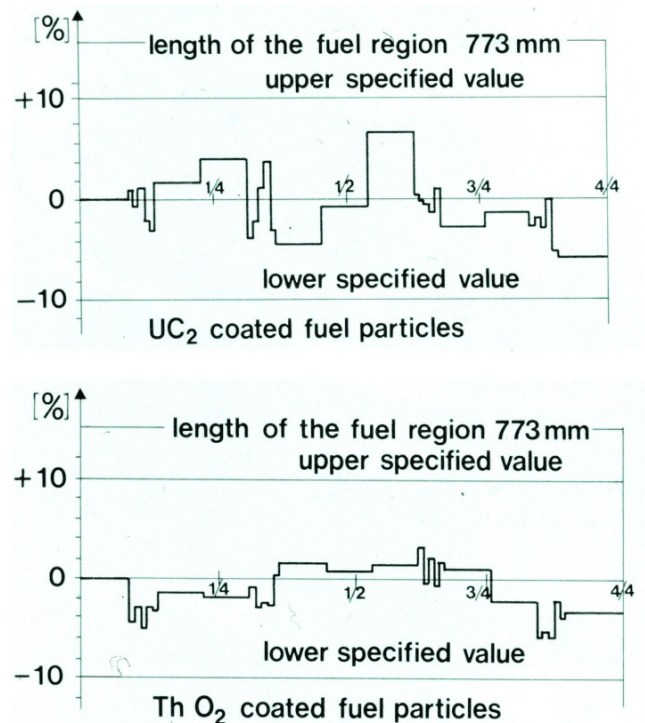 [%]
length of the fuel region 773 mm
upper specified value
+10
0
1/4
1/2
3/4
4/4
lower specified value
−10
UC2 coated fuel particles
[%]
length of the fuel region 773 mm
upper specified value
+10
0
1/4
1/2
3/4
4/4
lower specified value
−10
Th O2 coated fuel particles